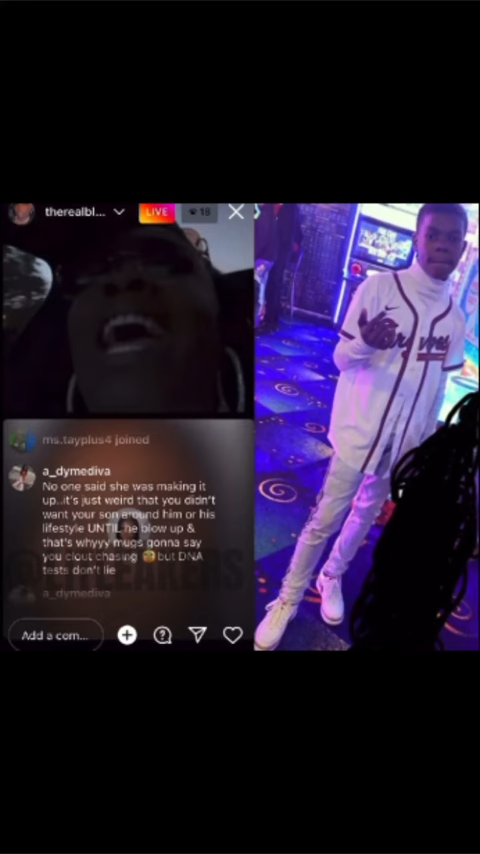 therealbl...
LIVE
18
ms.tayplus4 joined
a_dymediva
No one said she was making it
up..it's just weird that you didn't
want your son around him or his
lifestyle UNTIL he blow up &
that's whyyy mugs gonna say
you clout chasing 🤣 but DNA
tests don't lie
a_dymediva
Add a com...